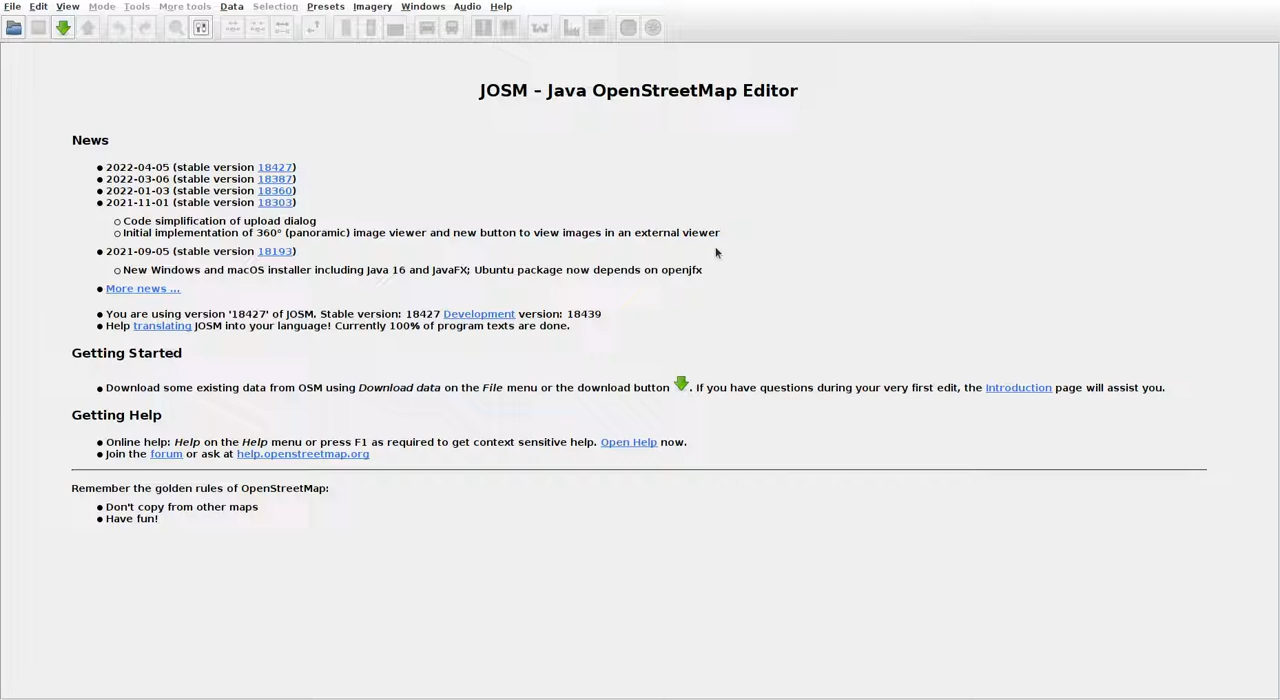 File Edit View Mode Tools More tools Data Selection Presets Imagery Windows Audio Help
JOSM – Java OpenStreetMap Editor
News
2022-04-05 (stable version 18427)
2022-03-06 (stable version 18387)
2022-01-03 (stable version 18360)
2021-11-01 (stable version 18303)
Code simplification of upload dialog
Initial implementation of 360° (panoramic) image viewer and new button to view images in an external viewer
2021-09-05 (stable version 18193)
New Windows and macOS installer including Java 16 and JavaFX; Ubuntu package now depends on openjfx
More news ...
You are using version '18427' of JOSM. Stable version: 18427 Development version: 18439
Help translating JOSM into your language! Currently 100% of program texts are done.
Getting Started
Download some existing data from OSM using Download data on the File menu or the download button . If you have questions during your very first edit, the Introduction page will assist you.
Getting Help
Online help: Help on the Help menu or press F1 as required to get context sensitive help. Open Help now.
Join the forum or ask at help.openstreetmap.org
Remember the golden rules of OpenStreetMap:
Don't copy from other maps
Have fun!